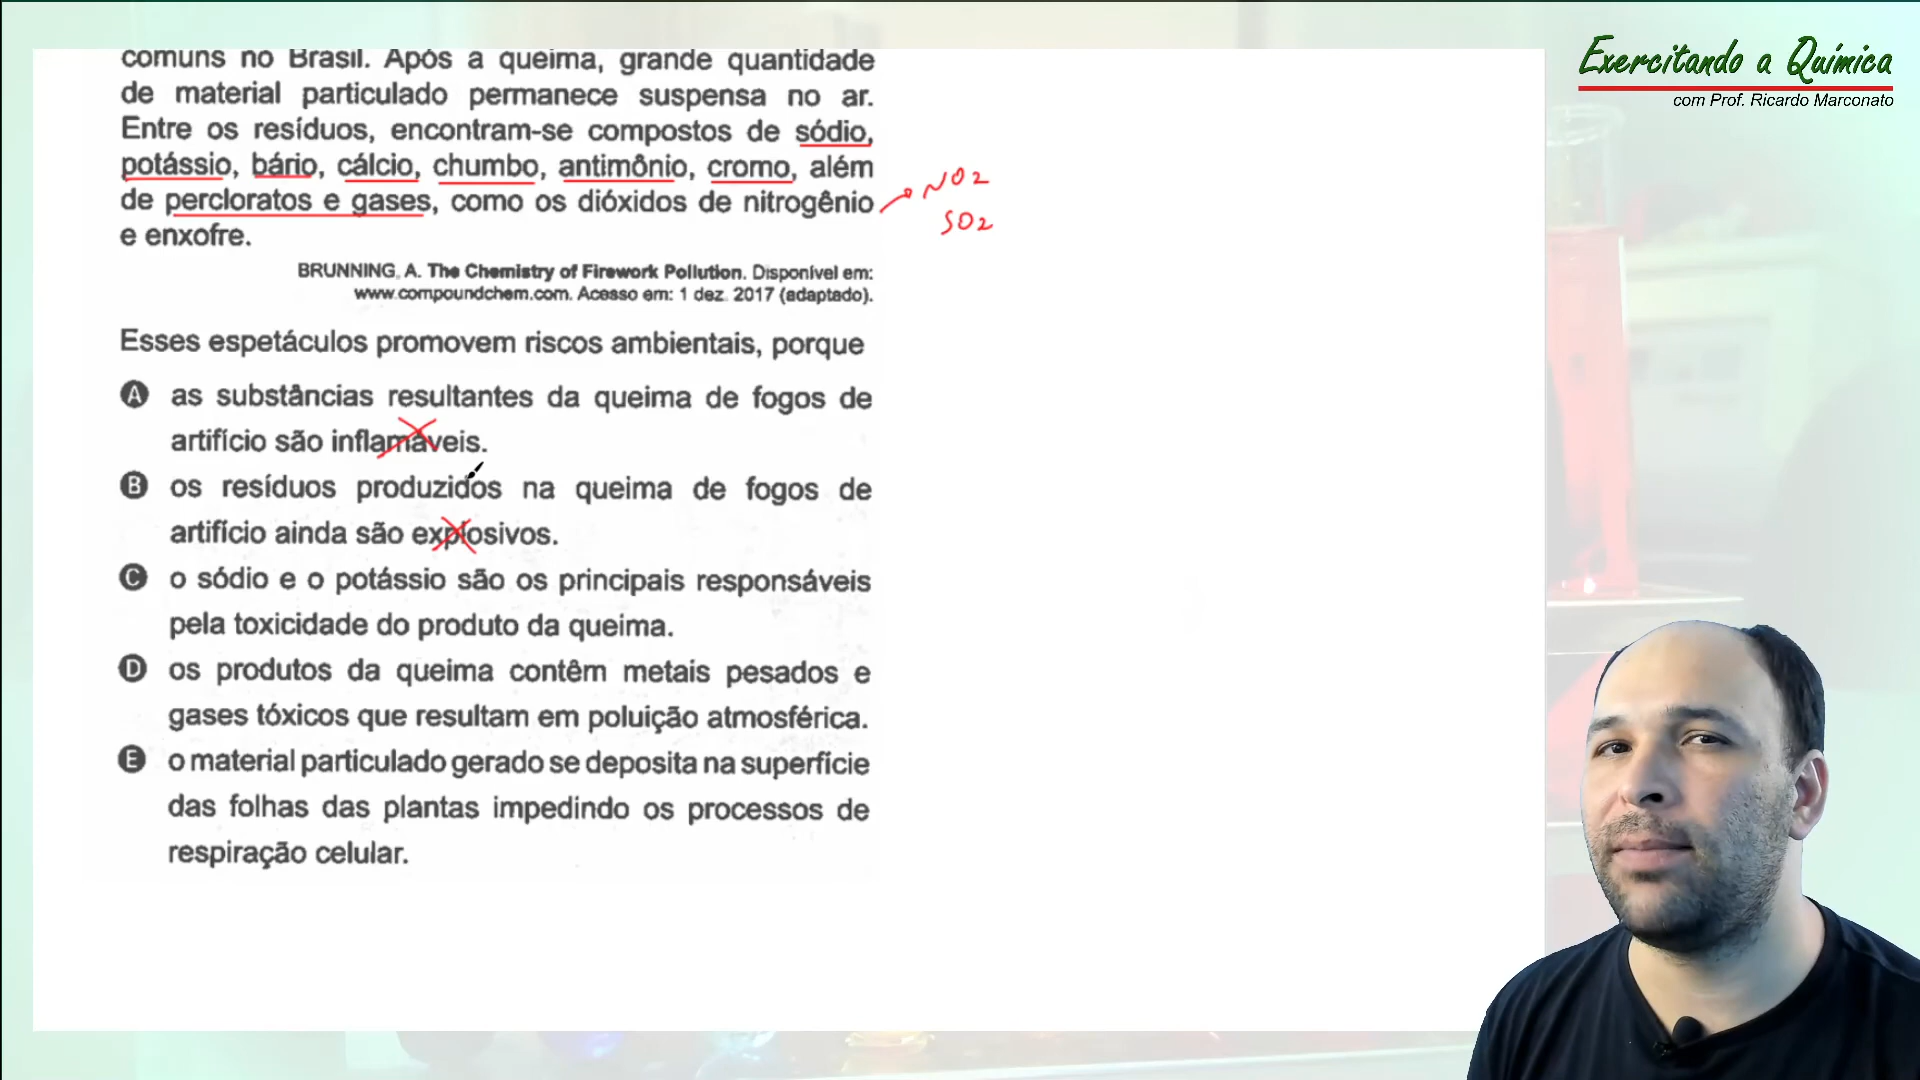 Exercitando a Química
com Prof. Ricardo Marconato
comuns no Brasil. Após a queima, grande quantidade
de material particulado permanece suspensa no ar.
Entre os resíduos, encontram-se compostos de sódio,
potássio, bário, cálcio, chumbo, antimônio, cromo, além
de percloratos e gases, como os dióxidos de nitrogênio
e enxofre.
NO2
SO2
BRUNNING, A. The Chemistry of Firework Pollution. Disponível em:
www.compoundchem.com. Acesso em: 1 dez. 2017 (adaptado).
Esses espetáculos promovem riscos ambientais, porque
A as substâncias resultantes da queima de fogos de
artifício são inflamáveis.
B os resíduos produzidos na queima de fogos de
artifício ainda são explosivos.
C o sódio e o potássio são os principais responsáveis
pela toxicidade do produto da queima.
D os produtos da queima contêm metais pesados e
gases tóxicos que resultam em poluição atmosférica.
E o material particulado gerado se deposita na superfície
das folhas das plantas impedindo os processos de
respiração celular.